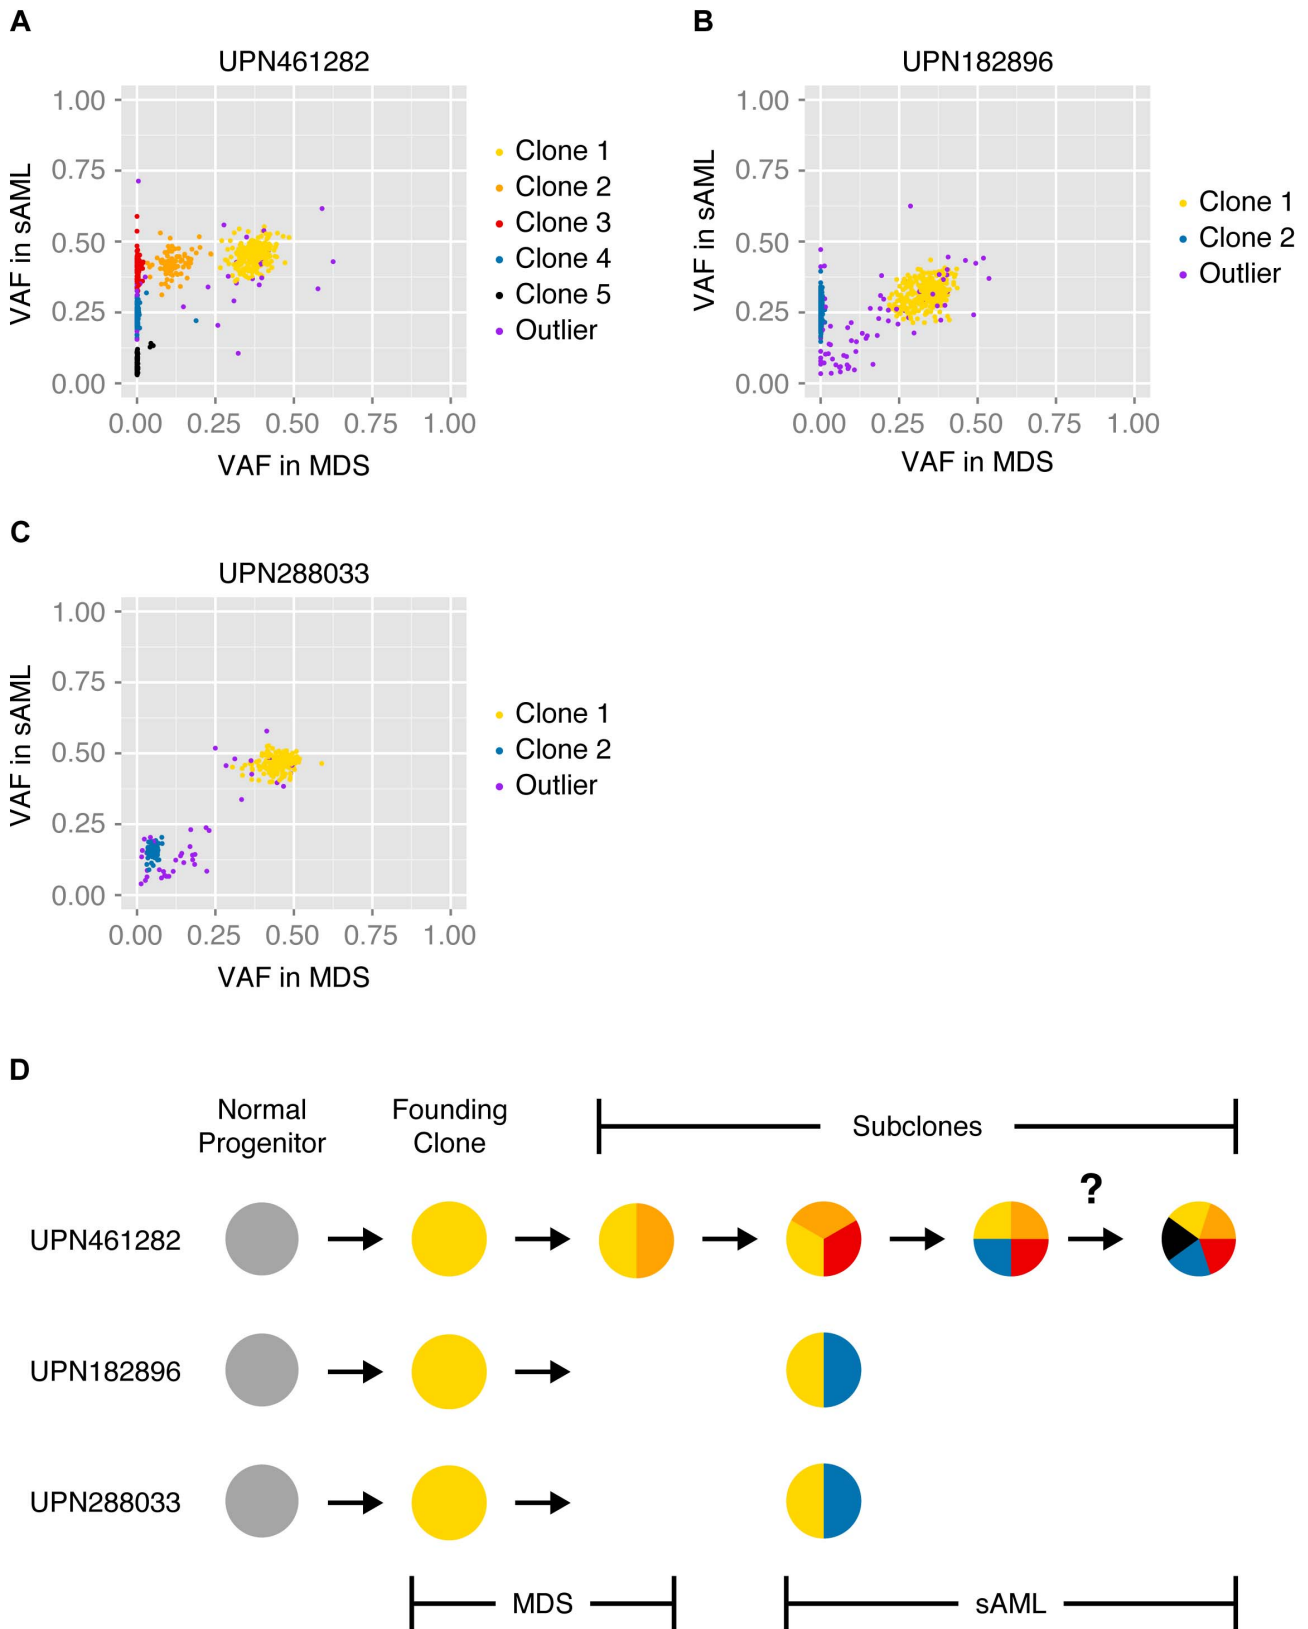 A
UPN461282
1.00
0.75
0.50
0.25
0.00
VAF in sAML
0.00 0.25 0.50 0.75 1.00
VAF in MDS
Clone 1
Clone 2
Clone 3
Clone 4
Clone 5
Outlier
B
UPN182896
1.00
0.75
0.50
0.25
0.00
VAF in sAML
0.00 0.25 0.50 0.75 1.00
VAF in MDS
Clone 1
Clone 2
Outlier
C
UPN288033
1.00
0.75
0.50
0.25
0.00
VAF in sAML
0.00 0.25 0.50 0.75 1.00
VAF in MDS
Clone 1
Clone 2
Outlier
D
Normal
Progenitor
Founding
Clone
Subclones
?
UPN461282
UPN182896
UPN288033
MDS
sAML